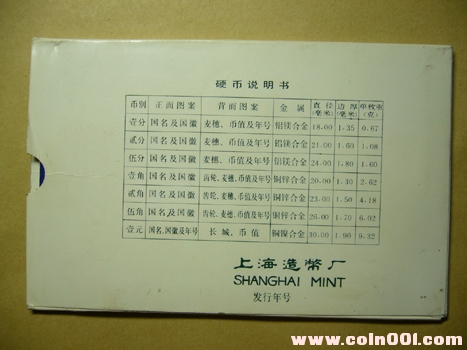 硬币说明书
币别 正面图案 背面图案 金属 直径(毫米) 边厚(毫米) 单枚重(克)
壹分 国名及国徽 麦穗、币值及年号 铝镁合金 18.00 1.35 0.67
贰分 国名及国徽 麦穗、币值及年号 铝镁合金 21.00 1.60 1.08
伍分 国名及国徽 麦穗、币值及年号 铝镁合金 24.00 1.80 1.60
壹角 国名及国徽 齿轮、麦穗、币值及年号 铜锌合金 20.00 1.30 2.62
贰角 国名及国徽 齿轮、麦穗、币值及年号 铜锌合金 23.00 1.50 4.18
伍角 国名及国徽 齿轮、麦穗、币值及年号 铜锌合金 26.00 1.70 6.02
壹元 国名、国徽及年号 长城、币值 铜镍合金 30.00 1.90 9.32
上海造幣厂
SHANGHAI MINT
发行年号
www.coin001.com